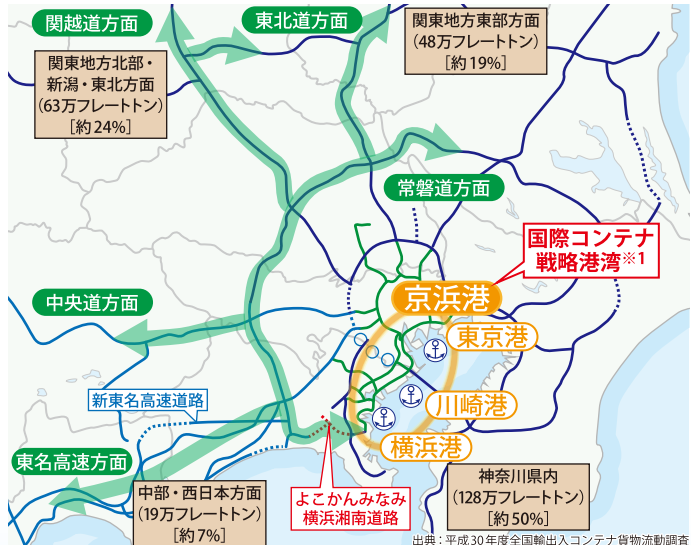 関越道方面
東北道方面
関東地方東部方面
(48万フレートトン)
[約19%]
関東地方北部・
新潟・東北方面
(63万フレートトン)
[約24%]
常磐道方面
国際コンテナ
戦略港湾※1
京浜港
中央道方面
東京港
新東名高速道路
川崎港
横浜港
東名高速方面
中部・西日本方面
(19万フレートトン)
[約7%]
よこかんみなみ
横浜湘南道路
神奈川県内
(128万フレートトン)
[約50%]
出典:平成30年度全国輸出入コンテナ貨物流動調査